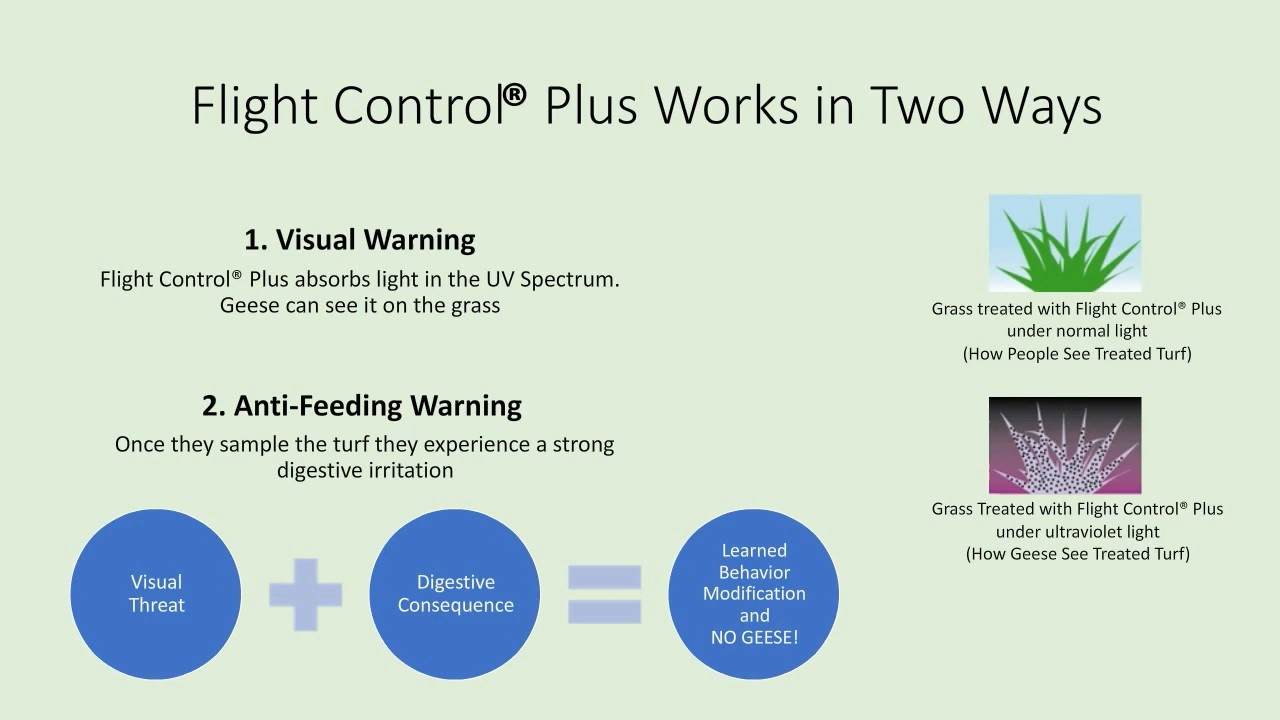 Flight Control® Plus Works in Two Ways
1. Visual Warning
Flight Control® Plus absorbs light in the UV Spectrum.
Geese can see it on the grass
2. Anti-Feeding Warning
Once they sample the turf they experience a strong
digestive irritation
Visual
Threat
Digestive
Consequence
Learned
Behavior
Modification
and
NO GEESE!
Grass treated with Flight Control® Plus
under normal light
(How People See Treated Turf)
Grass Treated with Flight Control® Plus
under ultraviolet light
(How Geese See Treated Turf)